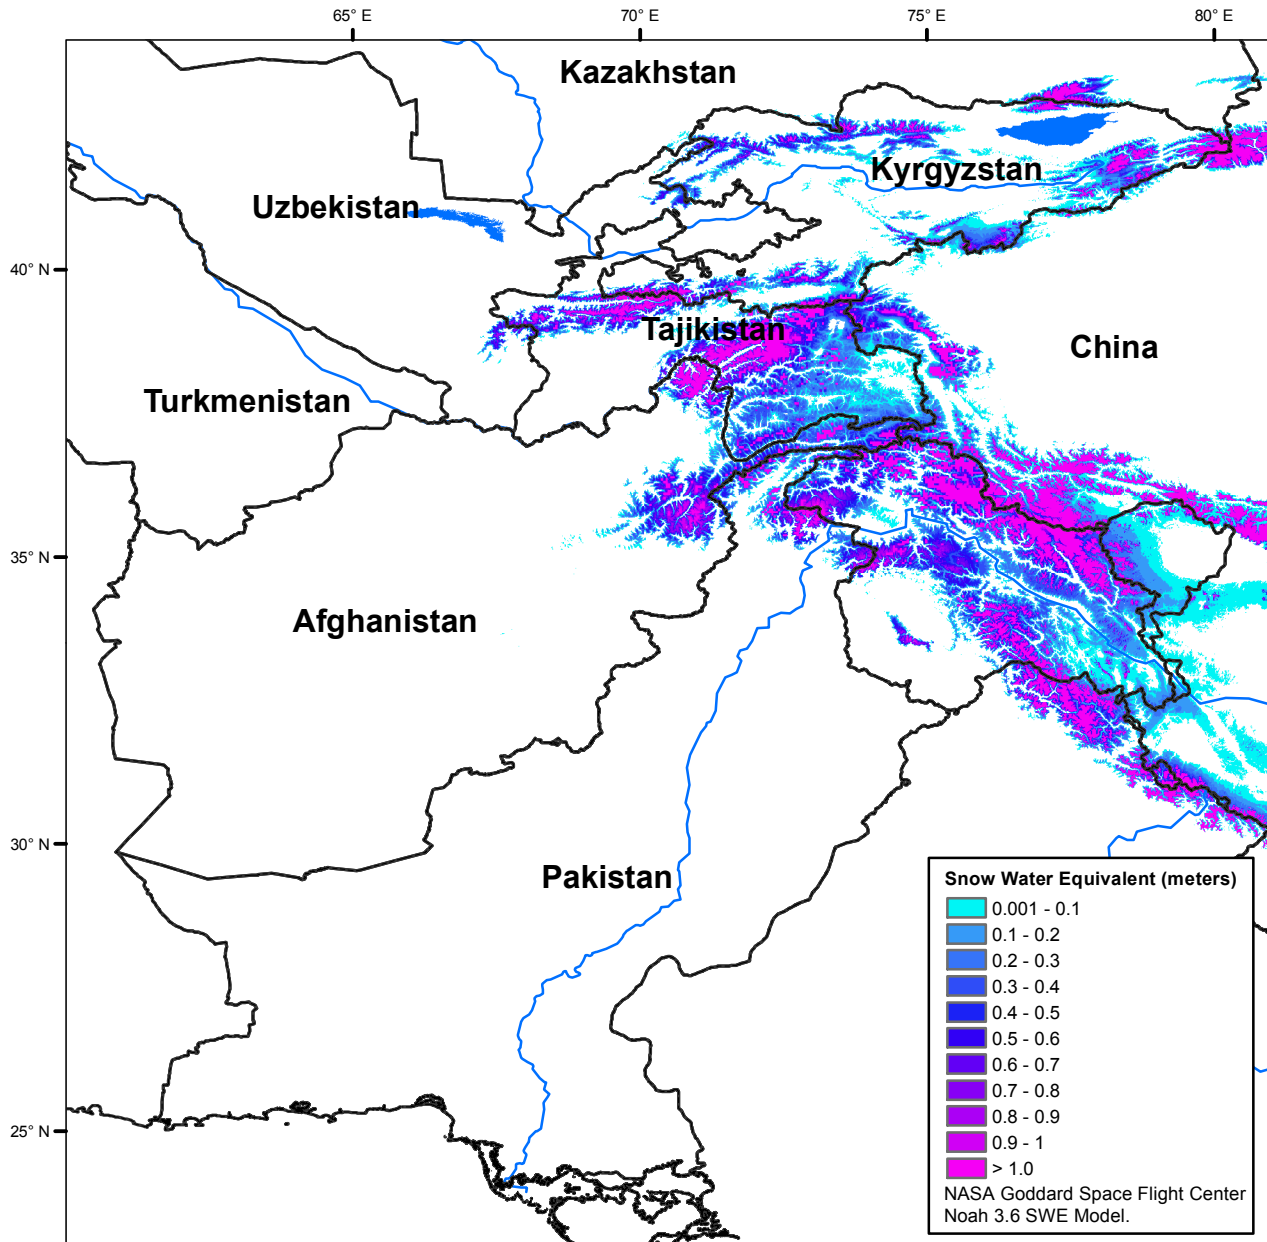 65° E
70° E
75° E
80° E
Kazakhstan
Kyrgyzstan
Uzbekistan
40° N
Tajikistan
China
Turkmenistan
35° N
Afghanistan
30° N
Pakistan
25° N
Snow Water Equivalent (meters)
0.001 - 0.1
0.1 - 0.2
0.2 - 0.3
0.3 - 0.4
0.4 - 0.5
0.5 - 0.6
0.6 - 0.7
0.7 - 0.8
0.8 - 0.9
0.9 - 1
> 1.0
NASA Goddard Space Flight Center
Noah 3.6 SWE Model.